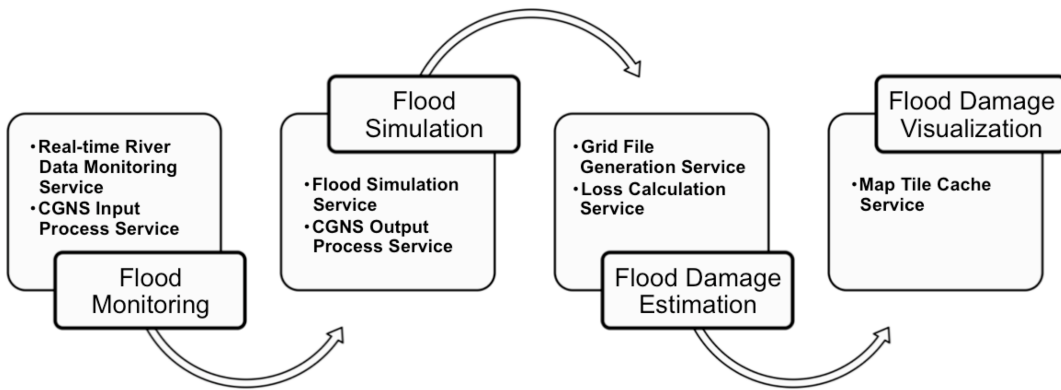 •Real-time River
Data Monitoring
Service
•CGNS Input
Process Service
Flood
Monitoring
Flood
Simulation
•Flood Simulation
Service
•CGNS Output
Process Service
•Grid File
Generation Service
•Loss Calculation
Service
Flood Damage
Estimation
Flood Damage
Visualization
•Map Tile Cache
Service